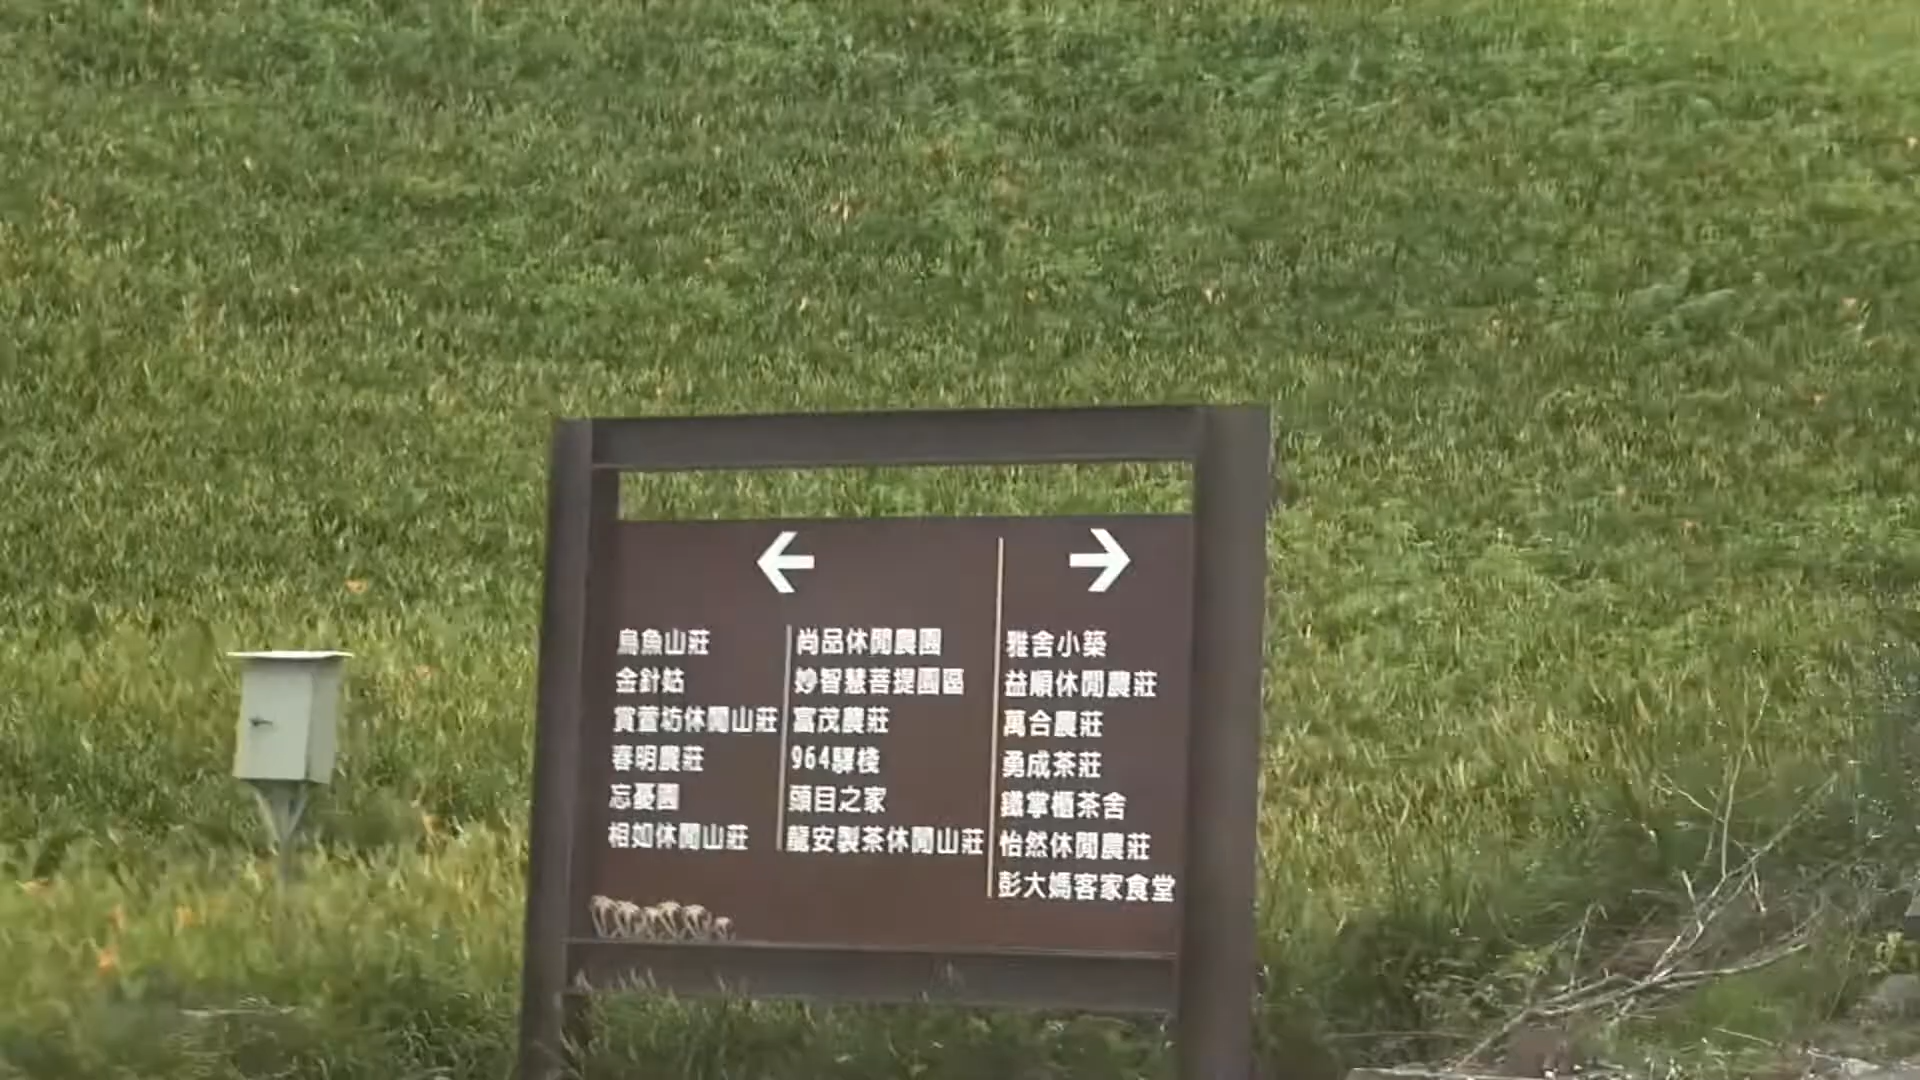 ← →
鳥魚山莊
金針姑
賞萱坊休閒山莊
春明農莊
忘憂園
相如休閒山莊
尚品休閒農園
妙智慧菩提園區
富茂農莊
964驛棧
頭目之家
龍安製茶休閒山莊
雅舍小築
益順休閒農莊
萬合農莊
勇成茶莊
鐵掌櫃茶舍
怡然休閒農莊
彭大媽客家食堂